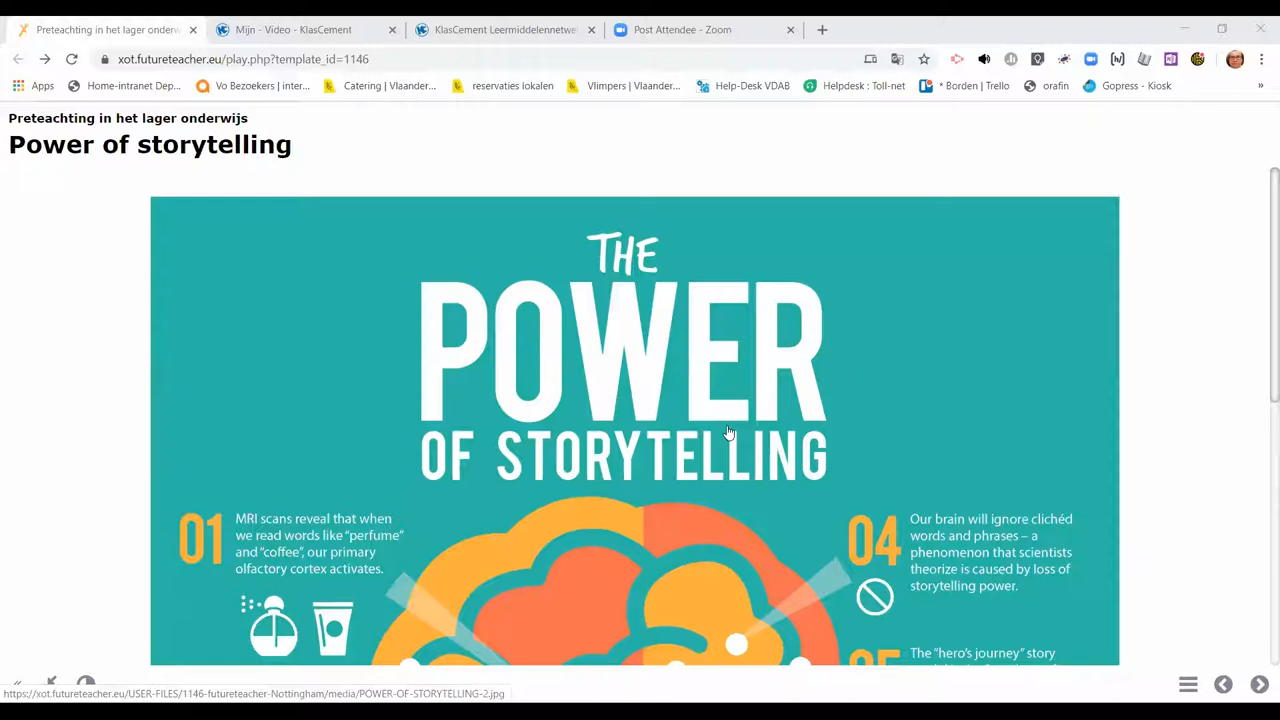 Preteachting in het lager onderw
Mijn - Video - KlasCement
KlasCement Leermiddelennetwe
Post Attendee - Zoom
xot.futureteacher.eu/play.php?template_id=1146
Apps
Home-intranet Dep...
Vo Bezoekers | inter...
Catering | Vlaander...
reservaties lokalen
Vlimpers | Vlaander...
Help-Desk VDAB
Helpdesk : Toll-net
* Borden | Trello
orafin
Gopress - Kiosk
»
Preteachting in het lager onderwijs
Power of storytelling
THE
POWER
OF STORYTELLING
01
MRI scans reveal that when
we read words like "perfume"
and "coffee", our primary
olfactory cortex activates.
04
Our brain will ignore clichéd
words and phrases – a
phenomenon that scientists
theorize is caused by loss of
storytelling power.
05
The "hero's journey" story
https://xot.futureteacher.eu/USER-FILES/1146-futureteacher-Nottingham/media/POWER-OF-STORYTELLING-2.jpg